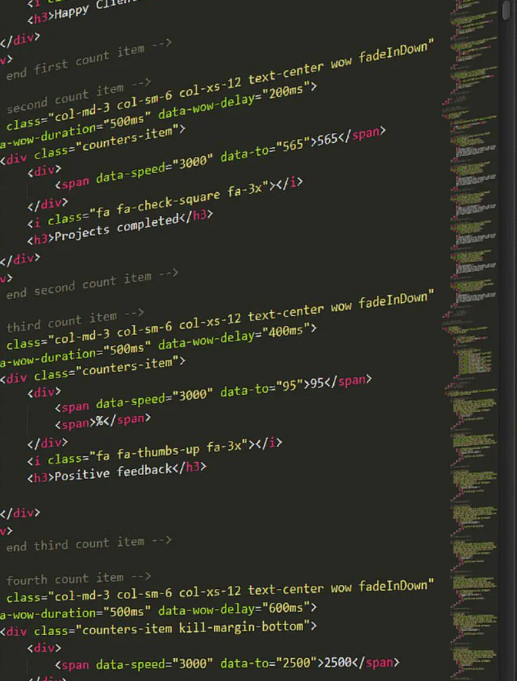 <i c
<h3>Happy Clien
</div>
v>
end first count item -->
second count item -->
class="col-md-3 col-sm-6 col-xs-12 text-center wow fadeInDown"
a-wow-duration="500ms" data-wow-delay="200ms">
<div class="counters-item">
<div>
<span data-speed="3000" data-to="565">565</span>
</div>
<i class="fa fa-check-square fa-3x"></i>
<h3>Projects completed</h3>
</div>
v>
end second count item -->
third count item -->
class="col-md-3 col-sm-6 col-xs-12 text-center wow fadeInDown"
a-wow-duration="500ms" data-wow-delay="400ms">
<div class="counters-item">
<div>
<span data-speed="3000" data-to="95">95</span>
<span>%</span>
</div>
<i class="fa fa-thumbs-up fa-3x"></i>
<h3>Positive feedback</h3>
</div>
v>
end third count item -->
fourth count item -->
class="col-md-3 col-sm-6 col-xs-12 text-center wow fadeInDown"
a-wow-duration="500ms" data-wow-delay="600ms">
<div class="counters-item kill-margin-bottom">
<div>
<span data-speed="3000" data-to="2500">2500</span>
</div>